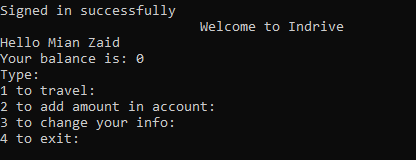 Signed in successfully
Welcome to Indrive
Hello Mian Zaid
Your balance is: 0
Type:
1 to travel:
2 to add amount in account:
3 to change your info:
4 to exit: